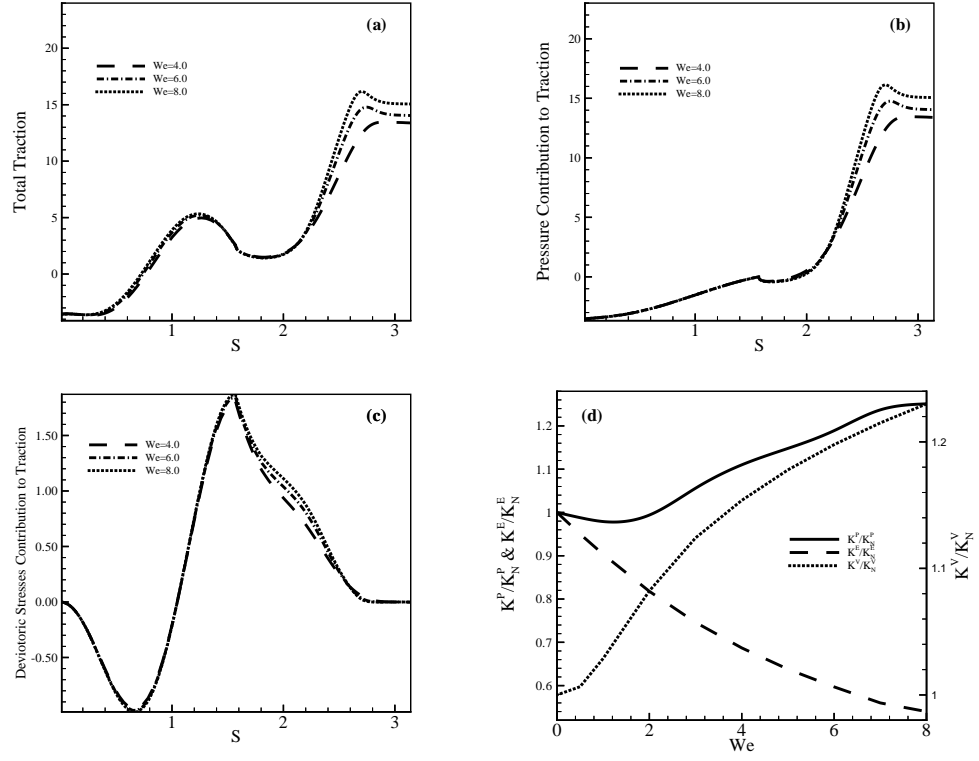 (a)
We=4.0
We=6.0
We=8.0
Total Traction
20
15
10
5
0
1
2
3
S
(b)
We=4.0
We=6.0
We=8.0
Pressure Contribution to Traction
20
15
10
5
0
1
2
3
S
(c)
We=4.0
We=6.0
We=8.0
Deviotoric Stresses Contribution to Traction
1.50
1.00
0.50
0.00
-0.50
1
2
3
S
(d)
K^P/K_N^P
K^E/K_N^E
K^V/K_N^V
K^P/K_N^P & K^E/K_N^E
1.2
1.1
1
0.9
0.8
0.7
0.6
0
2
4
6
8
We
1.2
1.1
1
K^V/K_N^V